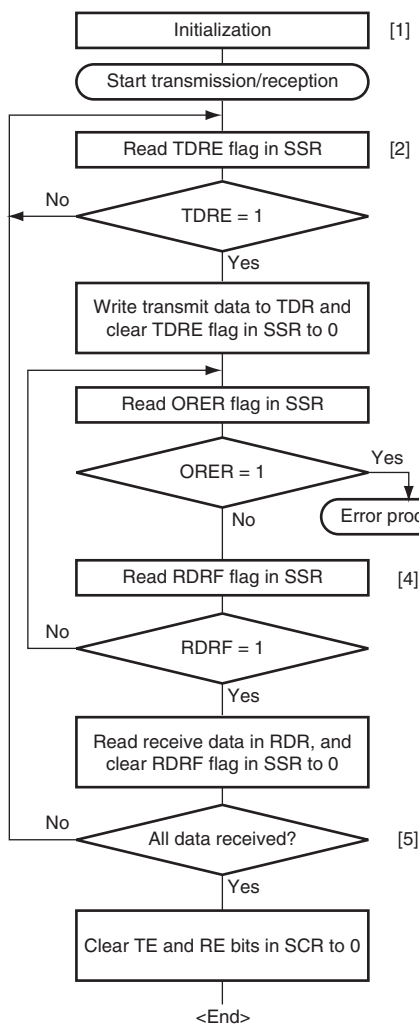 Initialization [1]
Start transmission/reception
Read TDRE flag in SSR [2]
No
TDRE = 1
Yes
Write transmit data to TDR and
clear TDRE flag in SSR to 0
Read ORER flag in SSR
Yes
ORER = 1
No
Error
Read RDRF flag in SSR [4]
No
RDRF = 1
Yes
Read receive data in RDR, and
clear RDRF flag in SSR to 0
No
All data received? [5]
Yes
Clear TE and RE bits in SCR to 0
<End>